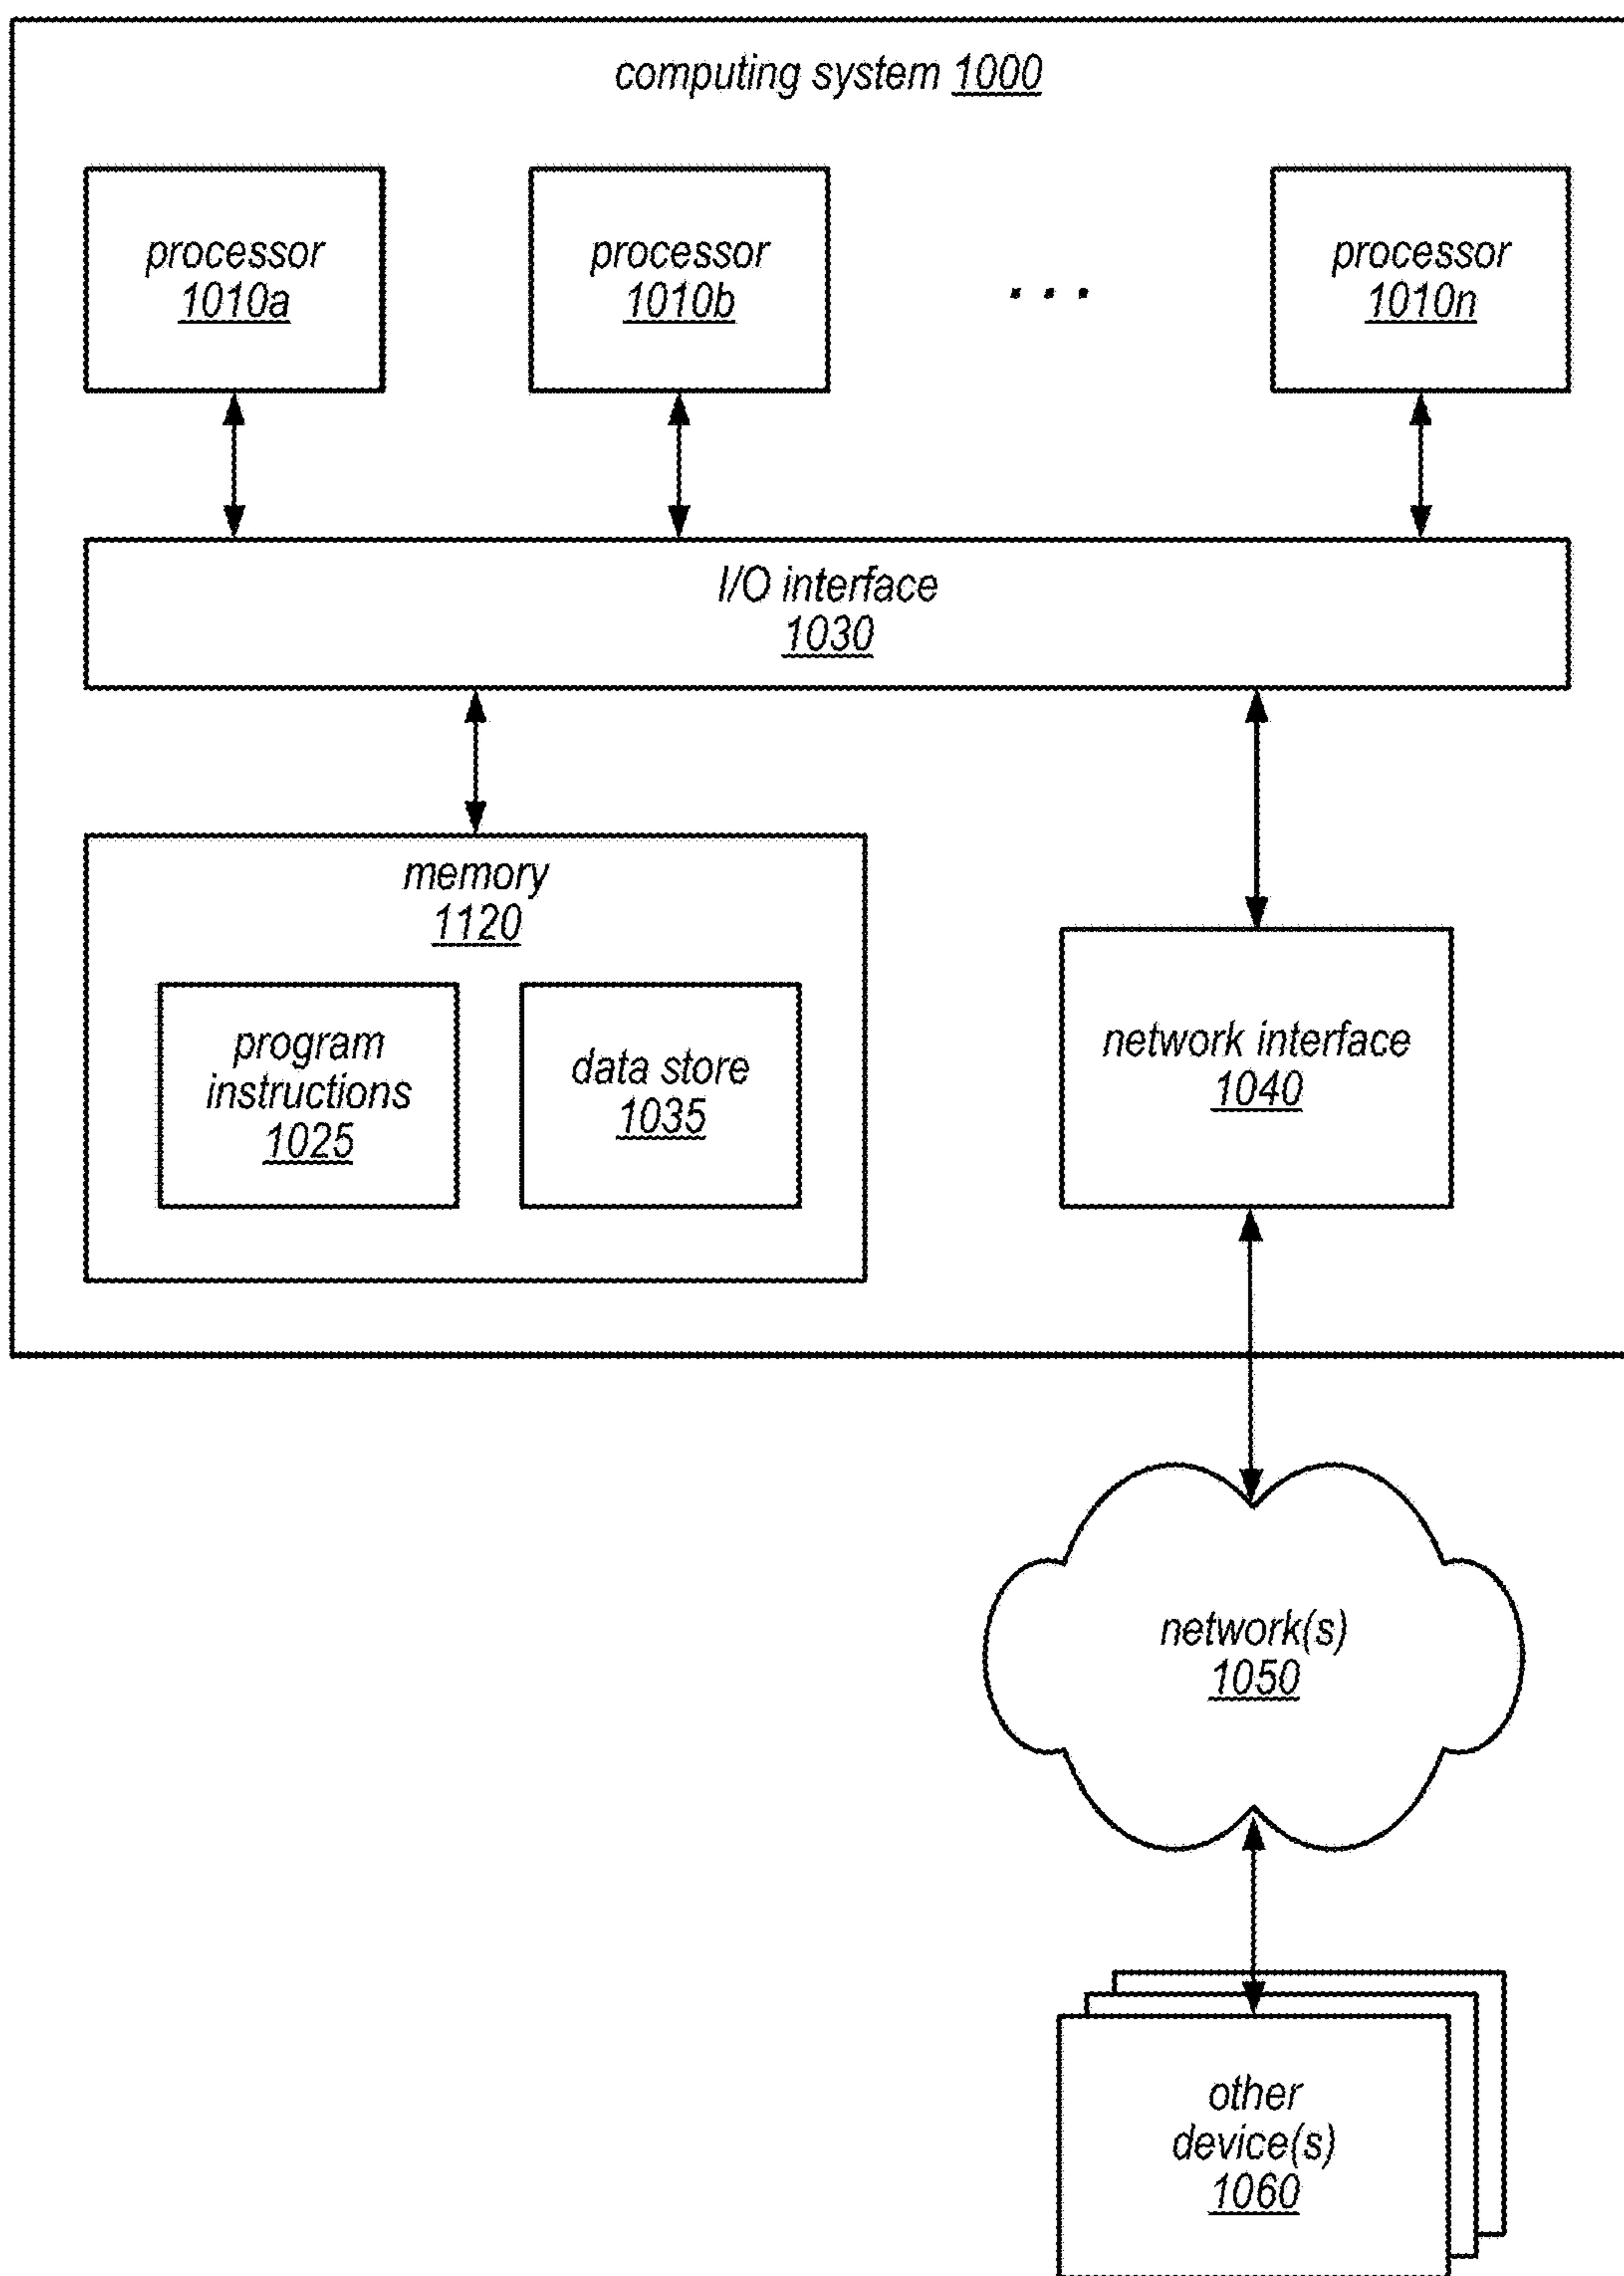 computing system 1000
processor
1010a
processor
1010b
. . .
processor
1010n
I/O interface
1030
memory
1120
program
instructions
1025
data store
1035
network interface
1040
network(s)
1050
other
device(s)
1060